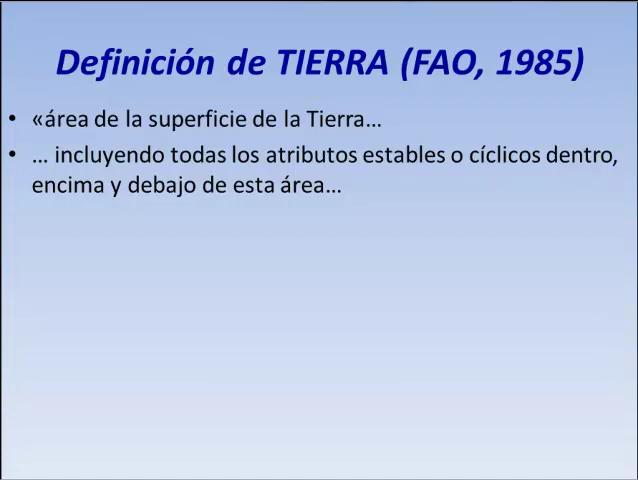 Definición de TIERRA (FAO, 1985)
• «área de la superficie de la Tierra…
• … incluyendo todas los atributos estables o cíclicos dentro,
encima y debajo de esta área…